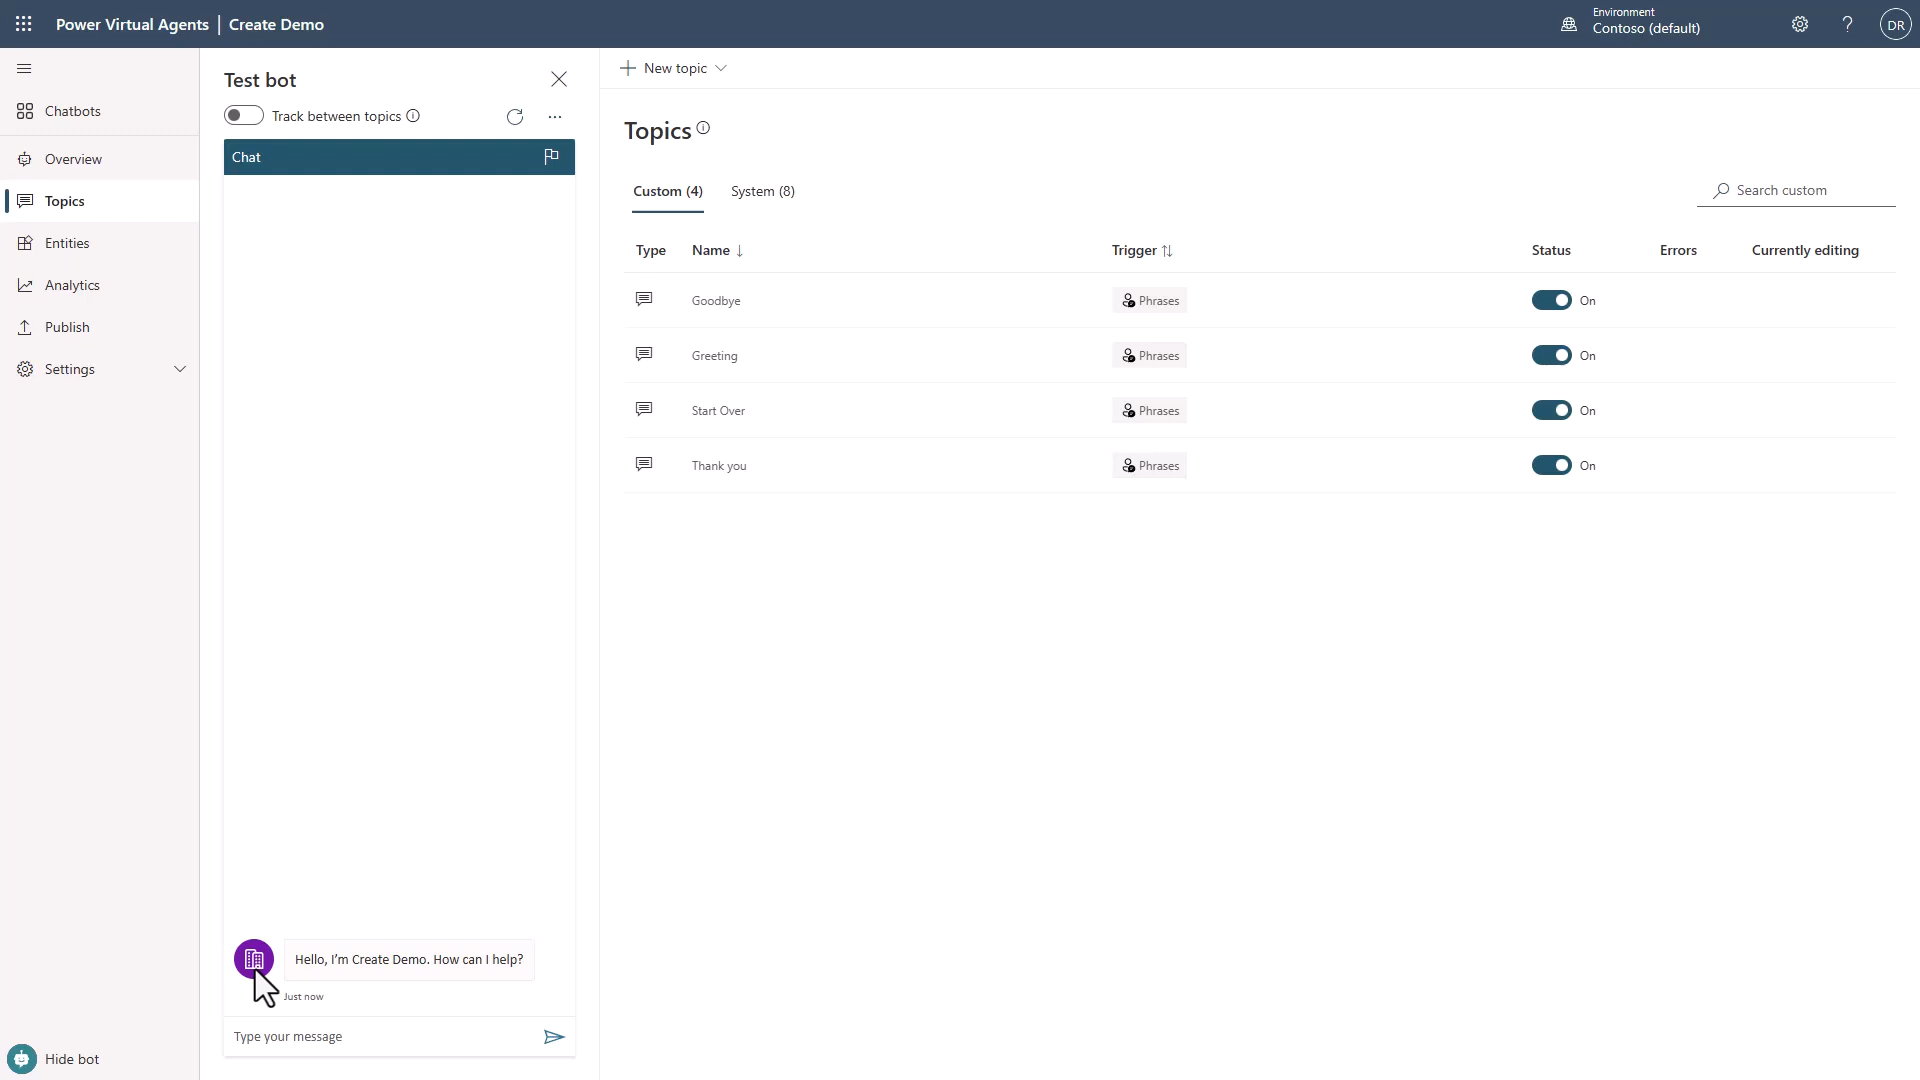 Power Virtual Agents | Create Demo
Environment
Contoso (default)
DR
Chatbots
Overview
Topics
Entities
Analytics
Publish
Settings
Hide bot
Test bot
Track between topics
Chat
Hello, I'm Create Demo. How can I help?
Just now
Type your message
New topic
Topics
Custom (4) System (8)
Search custom
Type Name Trigger Status Errors Currently editing
Goodbye Phrases On
Greeting Phrases On
Start Over Phrases On
Thank you Phrases On